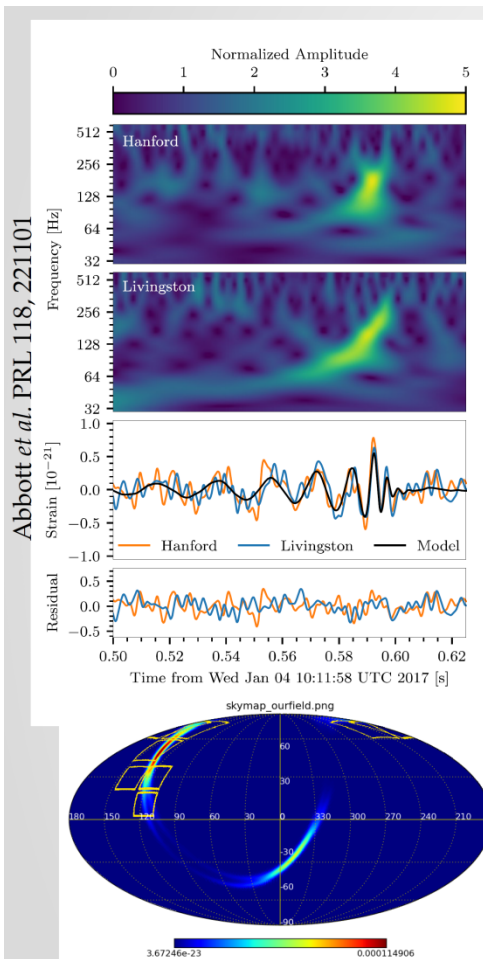 Normalized Amplitude
0 1 2 3 4 5
Abbott et al. PRL 118, 221101
Frequency [Hz]
512
Hanford
256
128
64
32
512
Livingston
256
128
64
32
Strain [10⁻²¹]
1.0
0.5
0.0
−0.5
−1.0
Hanford Livingston Model
Residual
0.5
0.0
−0.5
0.50 0.52 0.54 0.56 0.58 0.60 0.62
Time from Wed Jan 04 10:11:58 UTC 2017 [s]
skymap_ourfield.png
60
30
180 150 120 60 30 0 330 300 270 240 210
-30
-60
-90
3.67246e-23 0.000114906